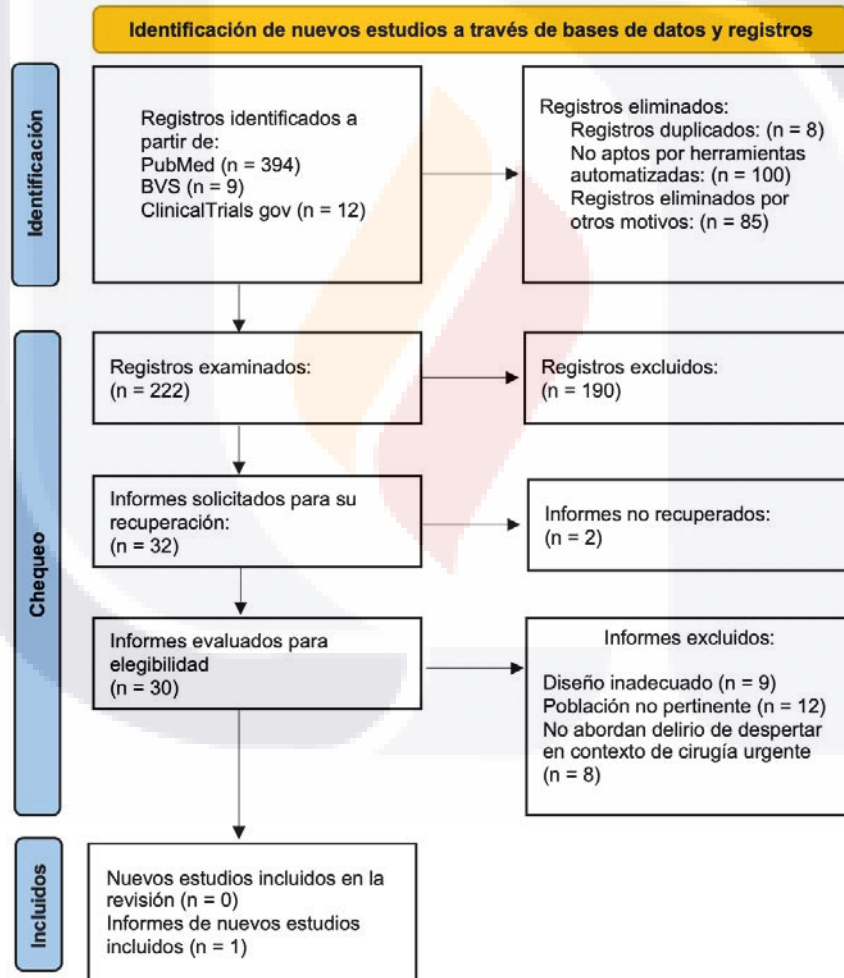 Identificación de nuevos estudios a través de bases de datos y registros
Identificación
Registros identificados a
partir de:
PubMed (n = 394)
BVS (n = 9)
ClinicalTrials gov (n = 12)
Registros eliminados:
Registros duplicados: (n = 8)
No aptos por herramientas
automatizadas: (n = 100)
Registros eliminados por
otros motivos: (n = 85)
Chequeo
Registros examinados:
(n = 222)
Registros excluidos:
(n = 190)
Informes solicitados para su
recuperación:
(n = 32)
Informes no recuperados:
(n = 2)
Informes evaluados para
elegibilidad
(n = 30)
Informes excluidos:
Diseño inadecuado (n = 9)
Población no pertinente (n = 12)
No abordan delirio de despertar
en contexto de cirugía urgente
(n = 8)
Incluidos
Nuevos estudios incluidos en la
revisión (n = 0)
Informes de nuevos estudios
incluidos (n = 1)